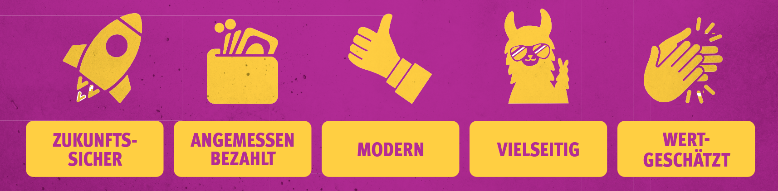 ZUKUNFTS-
SICHER
ANGEMESSEN
BEZAHLT
MODERN
VIELSEITIG
WERT-
GESCHÄTZT